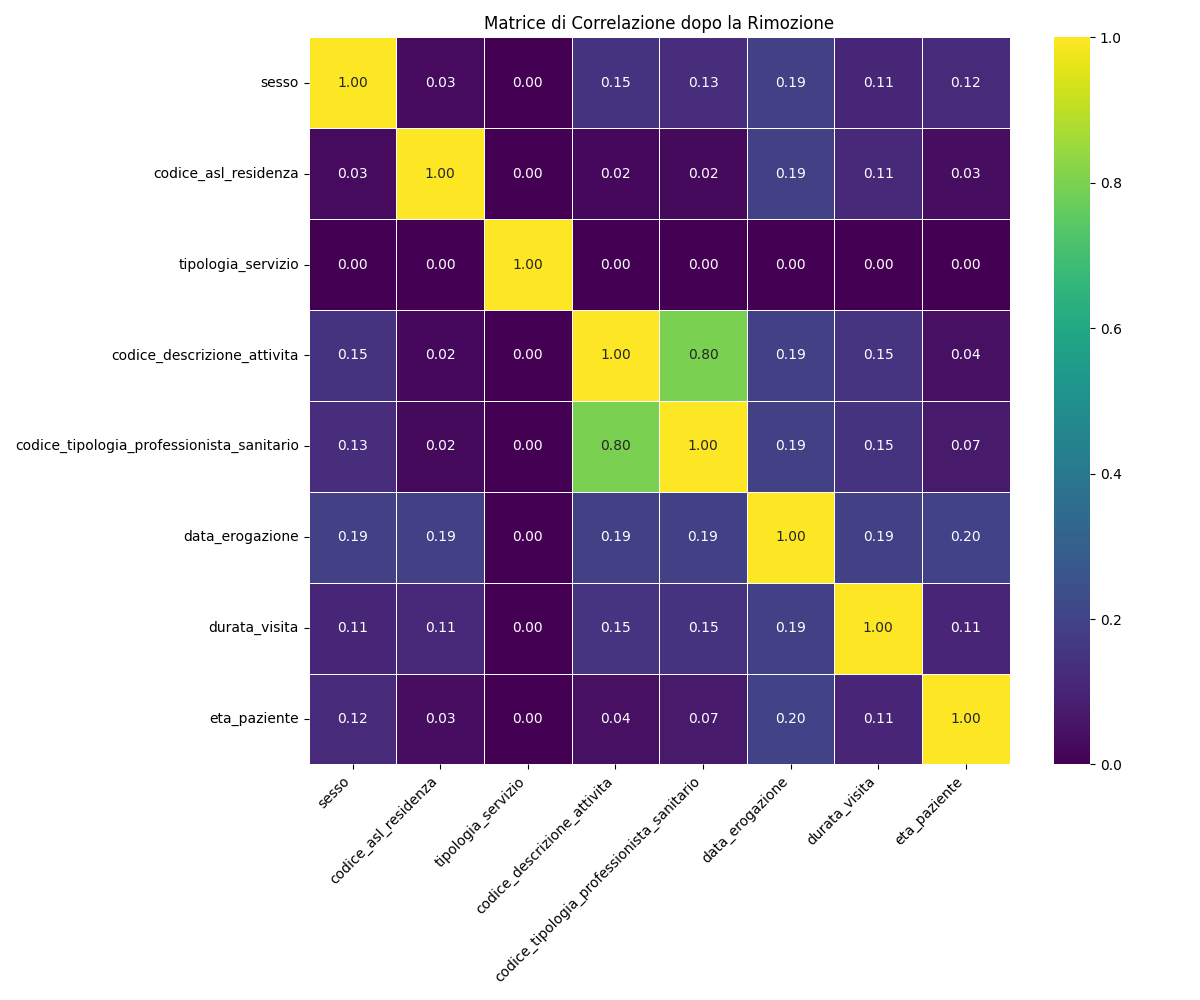 Matrice di Correlazione dopo la Rimozione
sesso 1.00 0.03 0.00 0.15 0.13 0.19 0.11 0.12
codice_asl_residenza 0.03 1.00 0.00 0.02 0.02 0.19 0.11 0.03
tipologia_servizio 0.00 0.00 1.00 0.00 0.00 0.00 0.00 0.00
codice_descrizione_attivita 0.15 0.02 0.00 1.00 0.80 0.19 0.15 0.04
codice_tipologia_professionista_sanitario 0.13 0.02 0.00 0.80 1.00 0.19 0.15 0.07
data_erogazione 0.19 0.19 0.00 0.19 0.19 1.00 0.19 0.20
durata_visita 0.11 0.11 0.00 0.15 0.15 0.19 1.00 0.11
eta_paziente 0.12 0.03 0.00 0.04 0.07 0.20 0.11 1.00
sesso
codice_asl_residenza
tipologia_servizio
codice_descrizione_attivita
codice_tipologia_professionista_sanitario
data_erogazione
durata_visita
eta_paziente
1.0
0.8
0.6
0.4
0.2
0.0